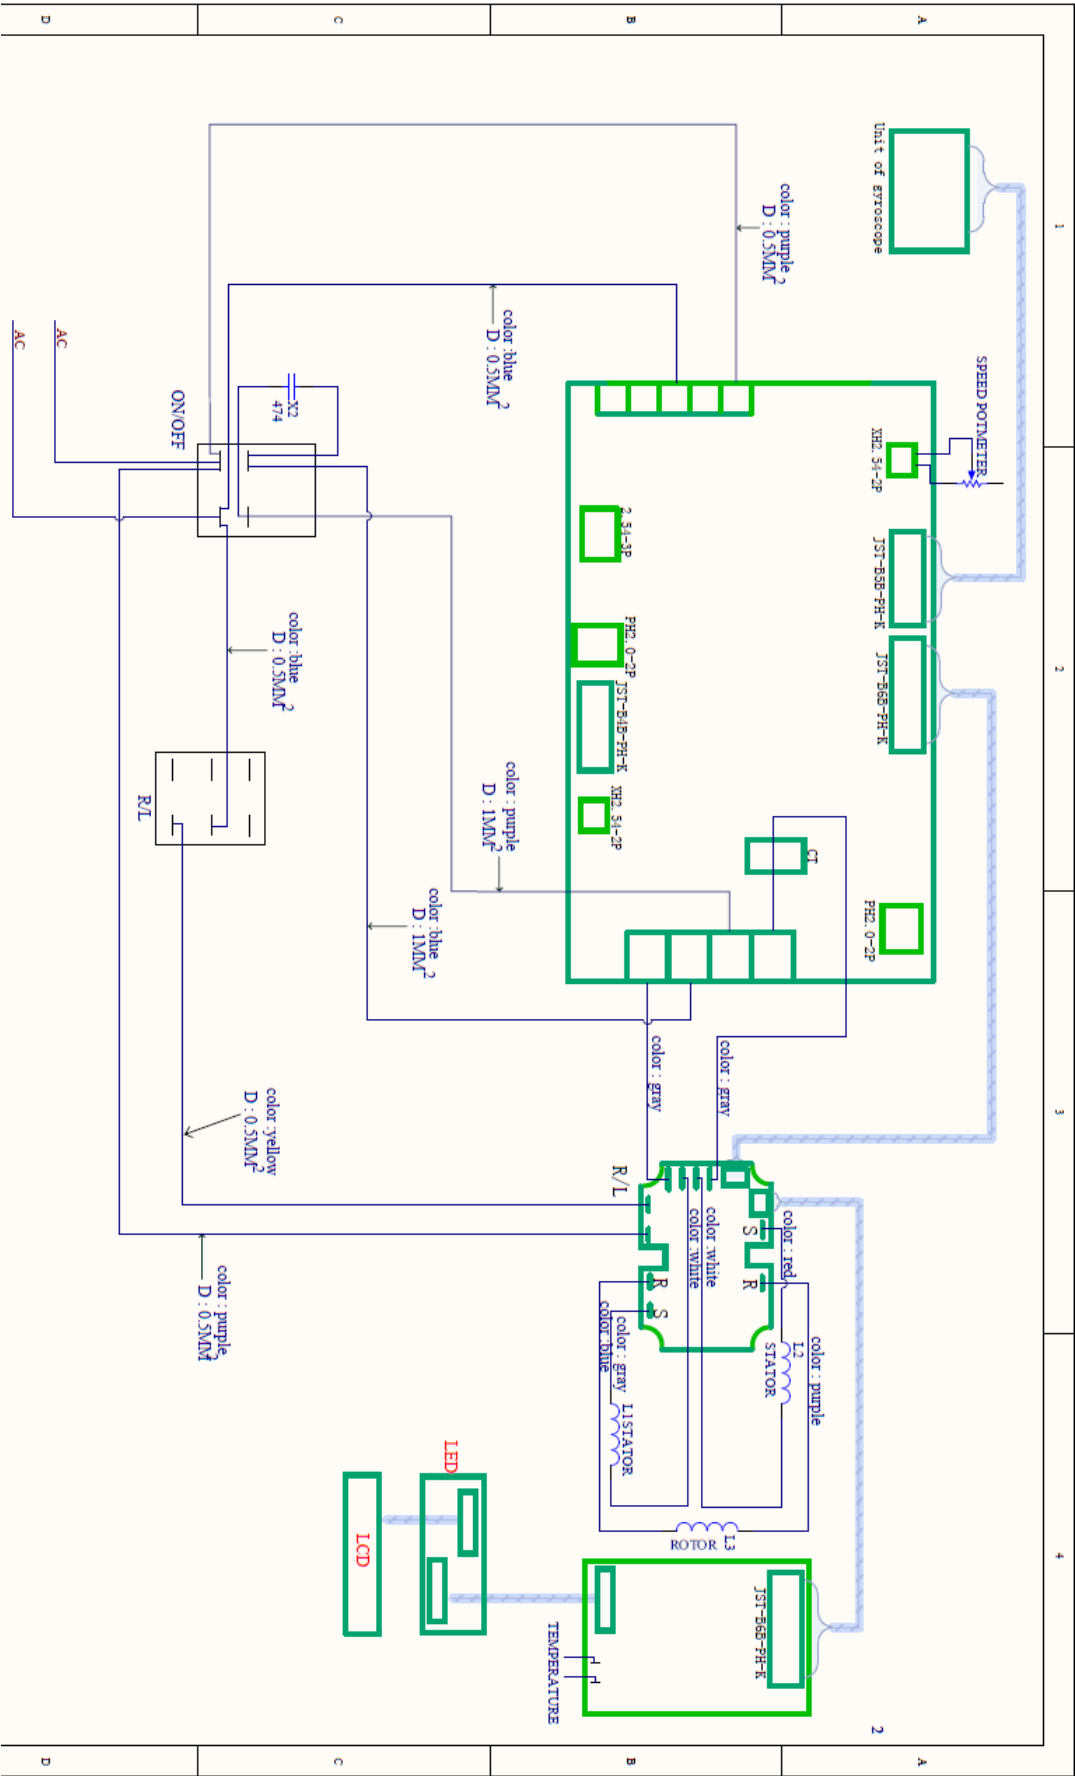 1
2
3
4
A
B
C
D
A
B
C
D
Unit of gyroscope
SPEED POTMETER
XH2.54-2P
JST-B5B-PH-K
JST-B6B-PH-K
color : purple
D : 0.5MM²
color :blue
D : 0.5MM²
X2
474
ON/OFF
AC
AC
2.54-3P
PH2.0-2P
JST-B4B-PH-K
XH2.54-2P
CT
PH2.0-2P
color :blue
D : 0.5MM²
R/L
color : purple
D : 1MM²
color :blue
D : 1MM²
color : gray
color : gray
color :yellow
D : 0.5MM²
color : purple
D : 0.5MM²
R/L
S
R
R
S
color : red
color :white
color :white
color : purple
L2
STATOR
color : gray
color :blue
L1STATOR
L3
ROTOR
LED
LCD
JST-B6B-PH-K
TEMPERATURE
2